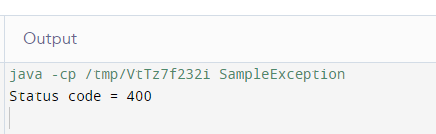 Output
java -cp /tmp/VtTz7f232i SampleException
Status code = 400